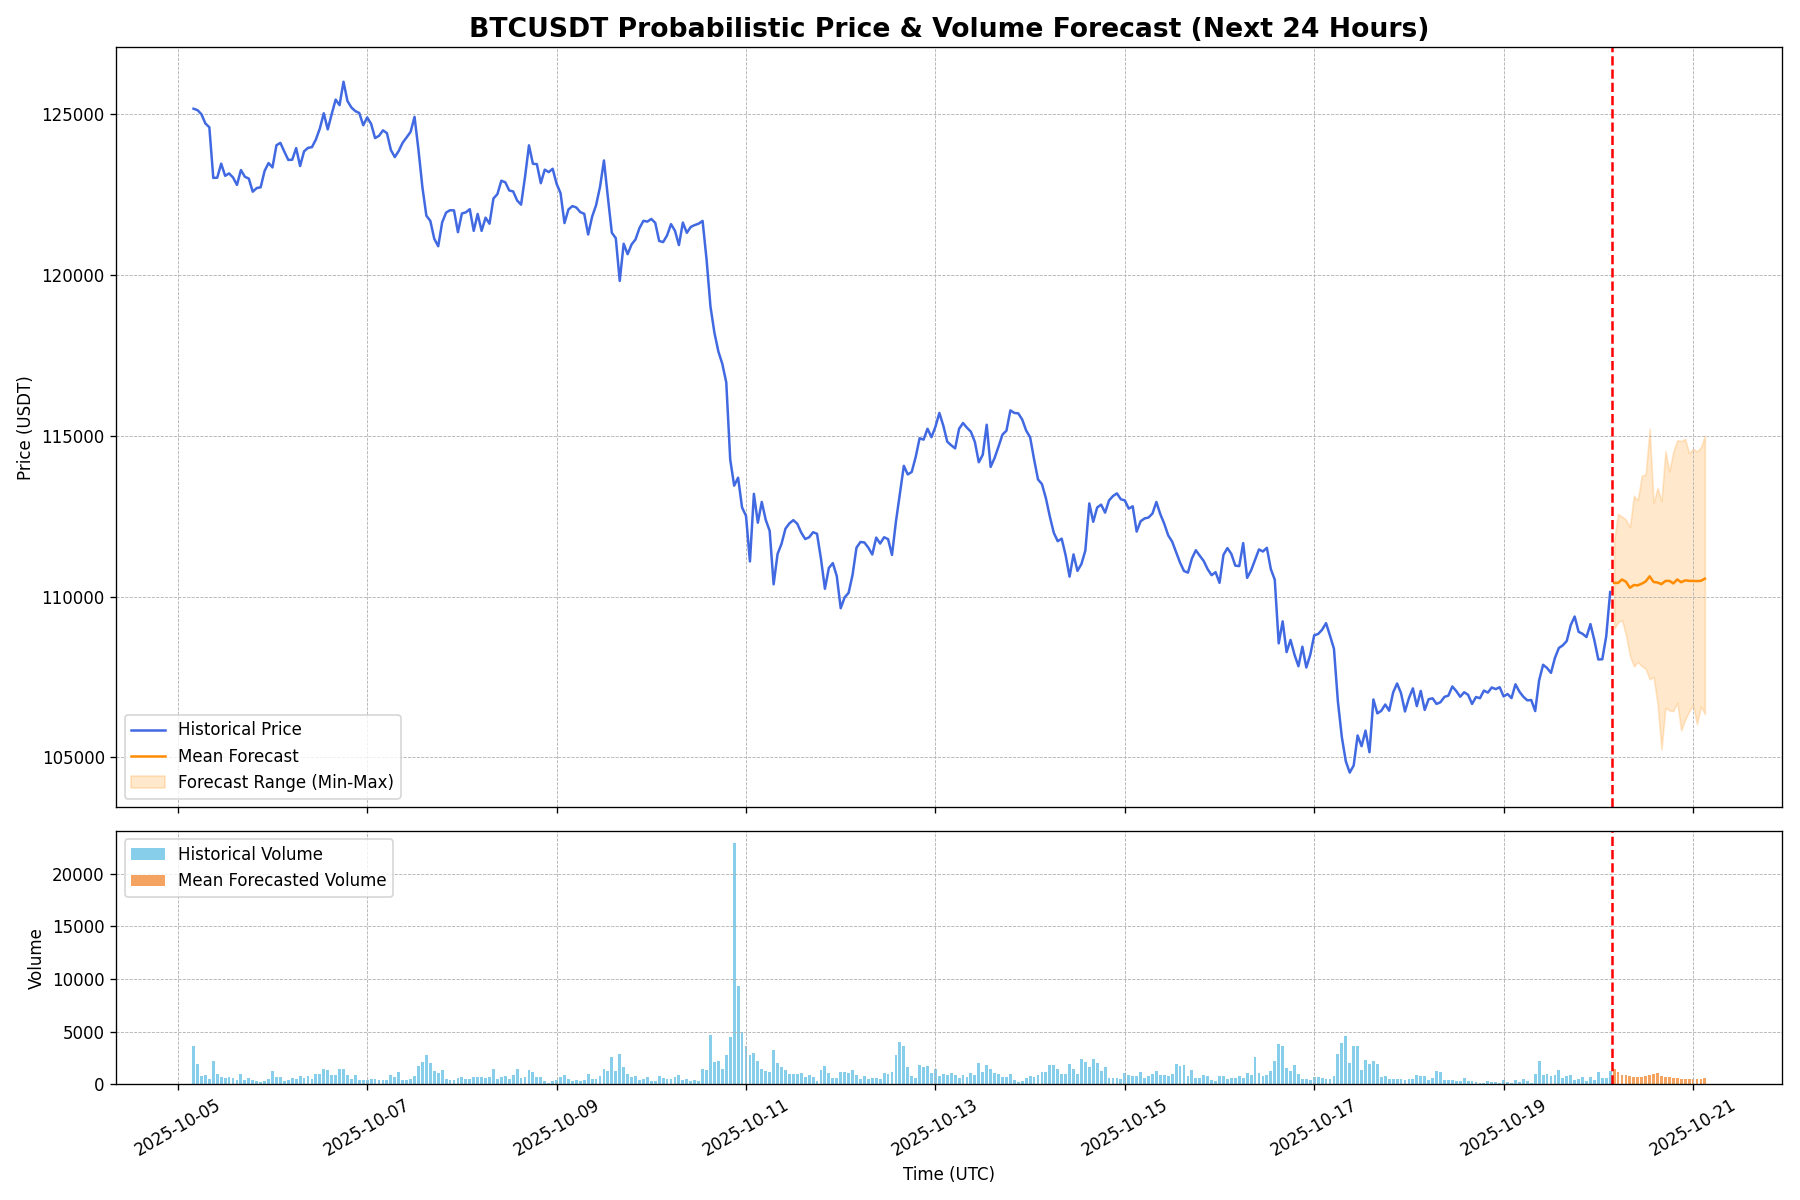 BTCUSDT Probabilistic Price & Volume Forecast (Next 24 Hours)
Price (USDT)
125000
120000
115000
110000
105000
Historical Price
Mean Forecast
Forecast Range (Min-Max)
Volume
20000
15000
10000
5000
0
Historical Volume
Mean Forecasted Volume
2025-10-05
2025-10-07
2025-10-09
2025-10-11
2025-10-13
2025-10-15
2025-10-17
2025-10-19
2025-10-21
Time (UTC)